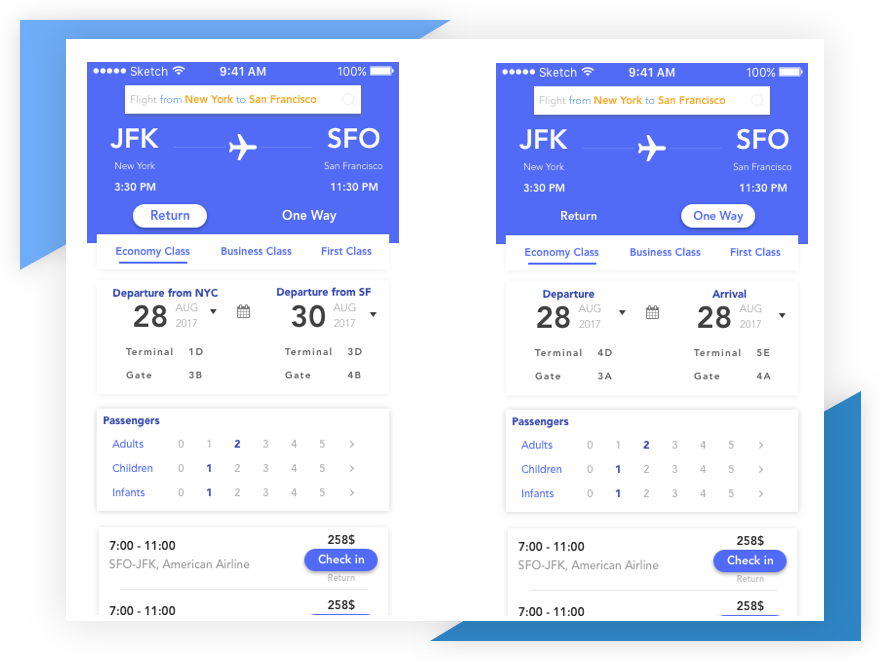 Sketch 9:41 AM 100%
Flight from New York to San Francisco
JFK SFO
New York San Francisco
3:30 PM 11:30 PM
Return One Way
Economy Class Business Class First Class
Departure from NYC Departure from SF
28 AUG 2017 30 AUG 2017
Terminal 1D Terminal 3D
Gate 3B Gate 4B
Passengers
Adults 0 1 2 3 4 5 >
Children 0 1 2 3 4 5 >
Infants 0 1 2 3 4 5 >
7:00 - 11:00 258$
SFO-JFK, American Airline Check in
Return
7:00 - 11:00 258$
Sketch 9:41 AM 100%
Flight from New York to San Francisco
JFK SFO
New York San Francisco
3:30 PM 11:30 PM
Return One Way
Economy Class Business Class First Class
Departure Arrival
28 AUG 2017 28 AUG 2017
Terminal 4D Terminal 5E
Gate 3A Gate 4A
Passengers
Adults 0 1 2 3 4 5 >
Children 0 1 2 3 4 5 >
Infants 0 1 2 3 4 5 >
7:00 - 11:00 258$
SFO-JFK, American Airline Check in
Return
7:00 - 11:00 258$